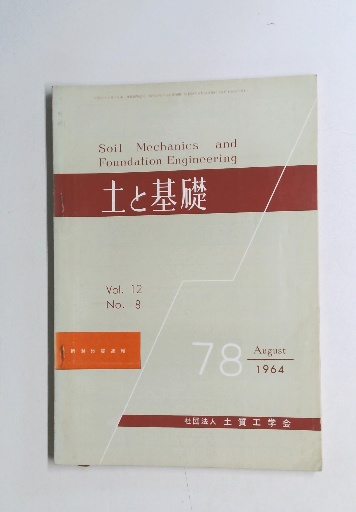 Soil Mechanics and
Foundation Engineering
土と基礎
Vol. 12
No. 8
78
August
1964
社団法人 土質工学会